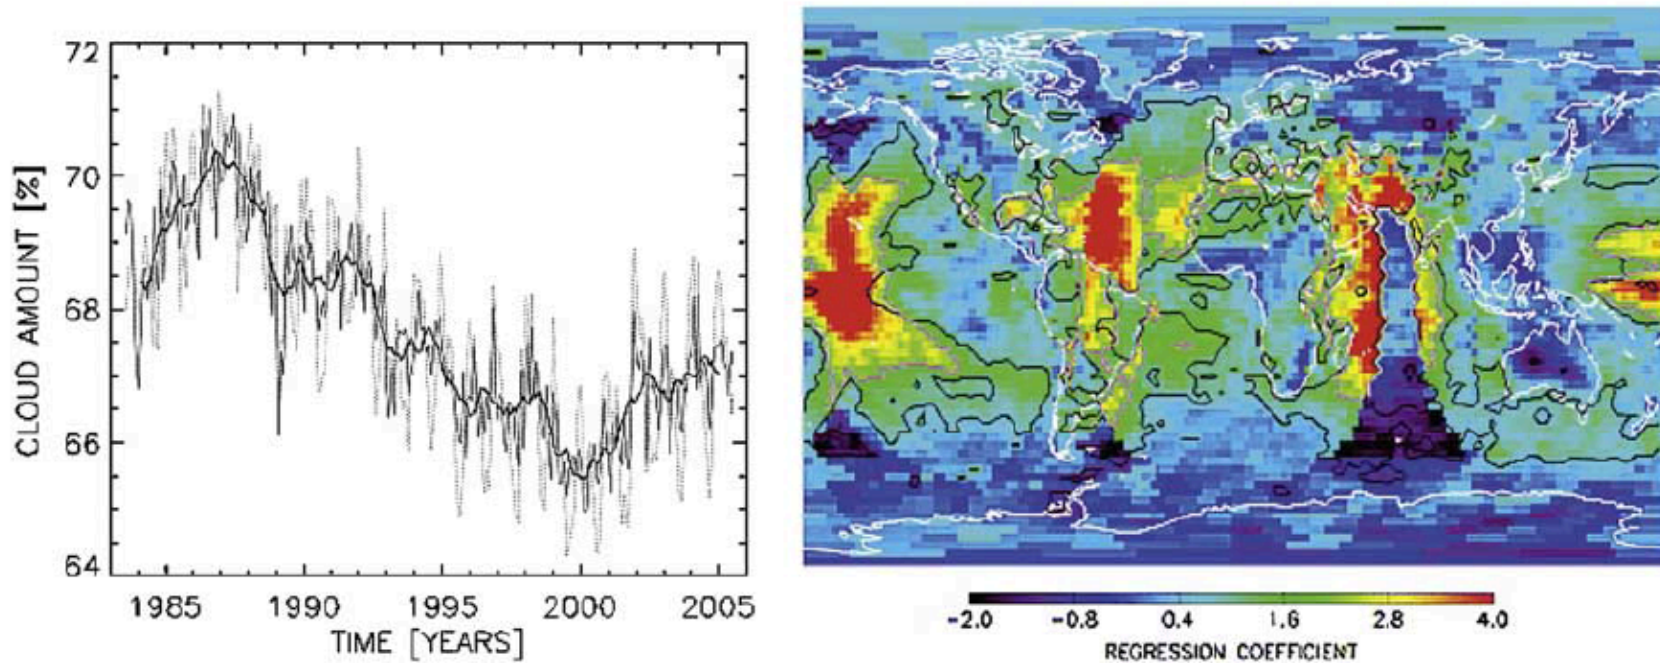 72
70
68
66
64
CLOUD AMOUNT [%]
1985 1990 1995 2000 2005
TIME [YEARS]
-2.0 -0.8 0.4 1.6 2.8 4.0
REGRESSION COEFFICIENT